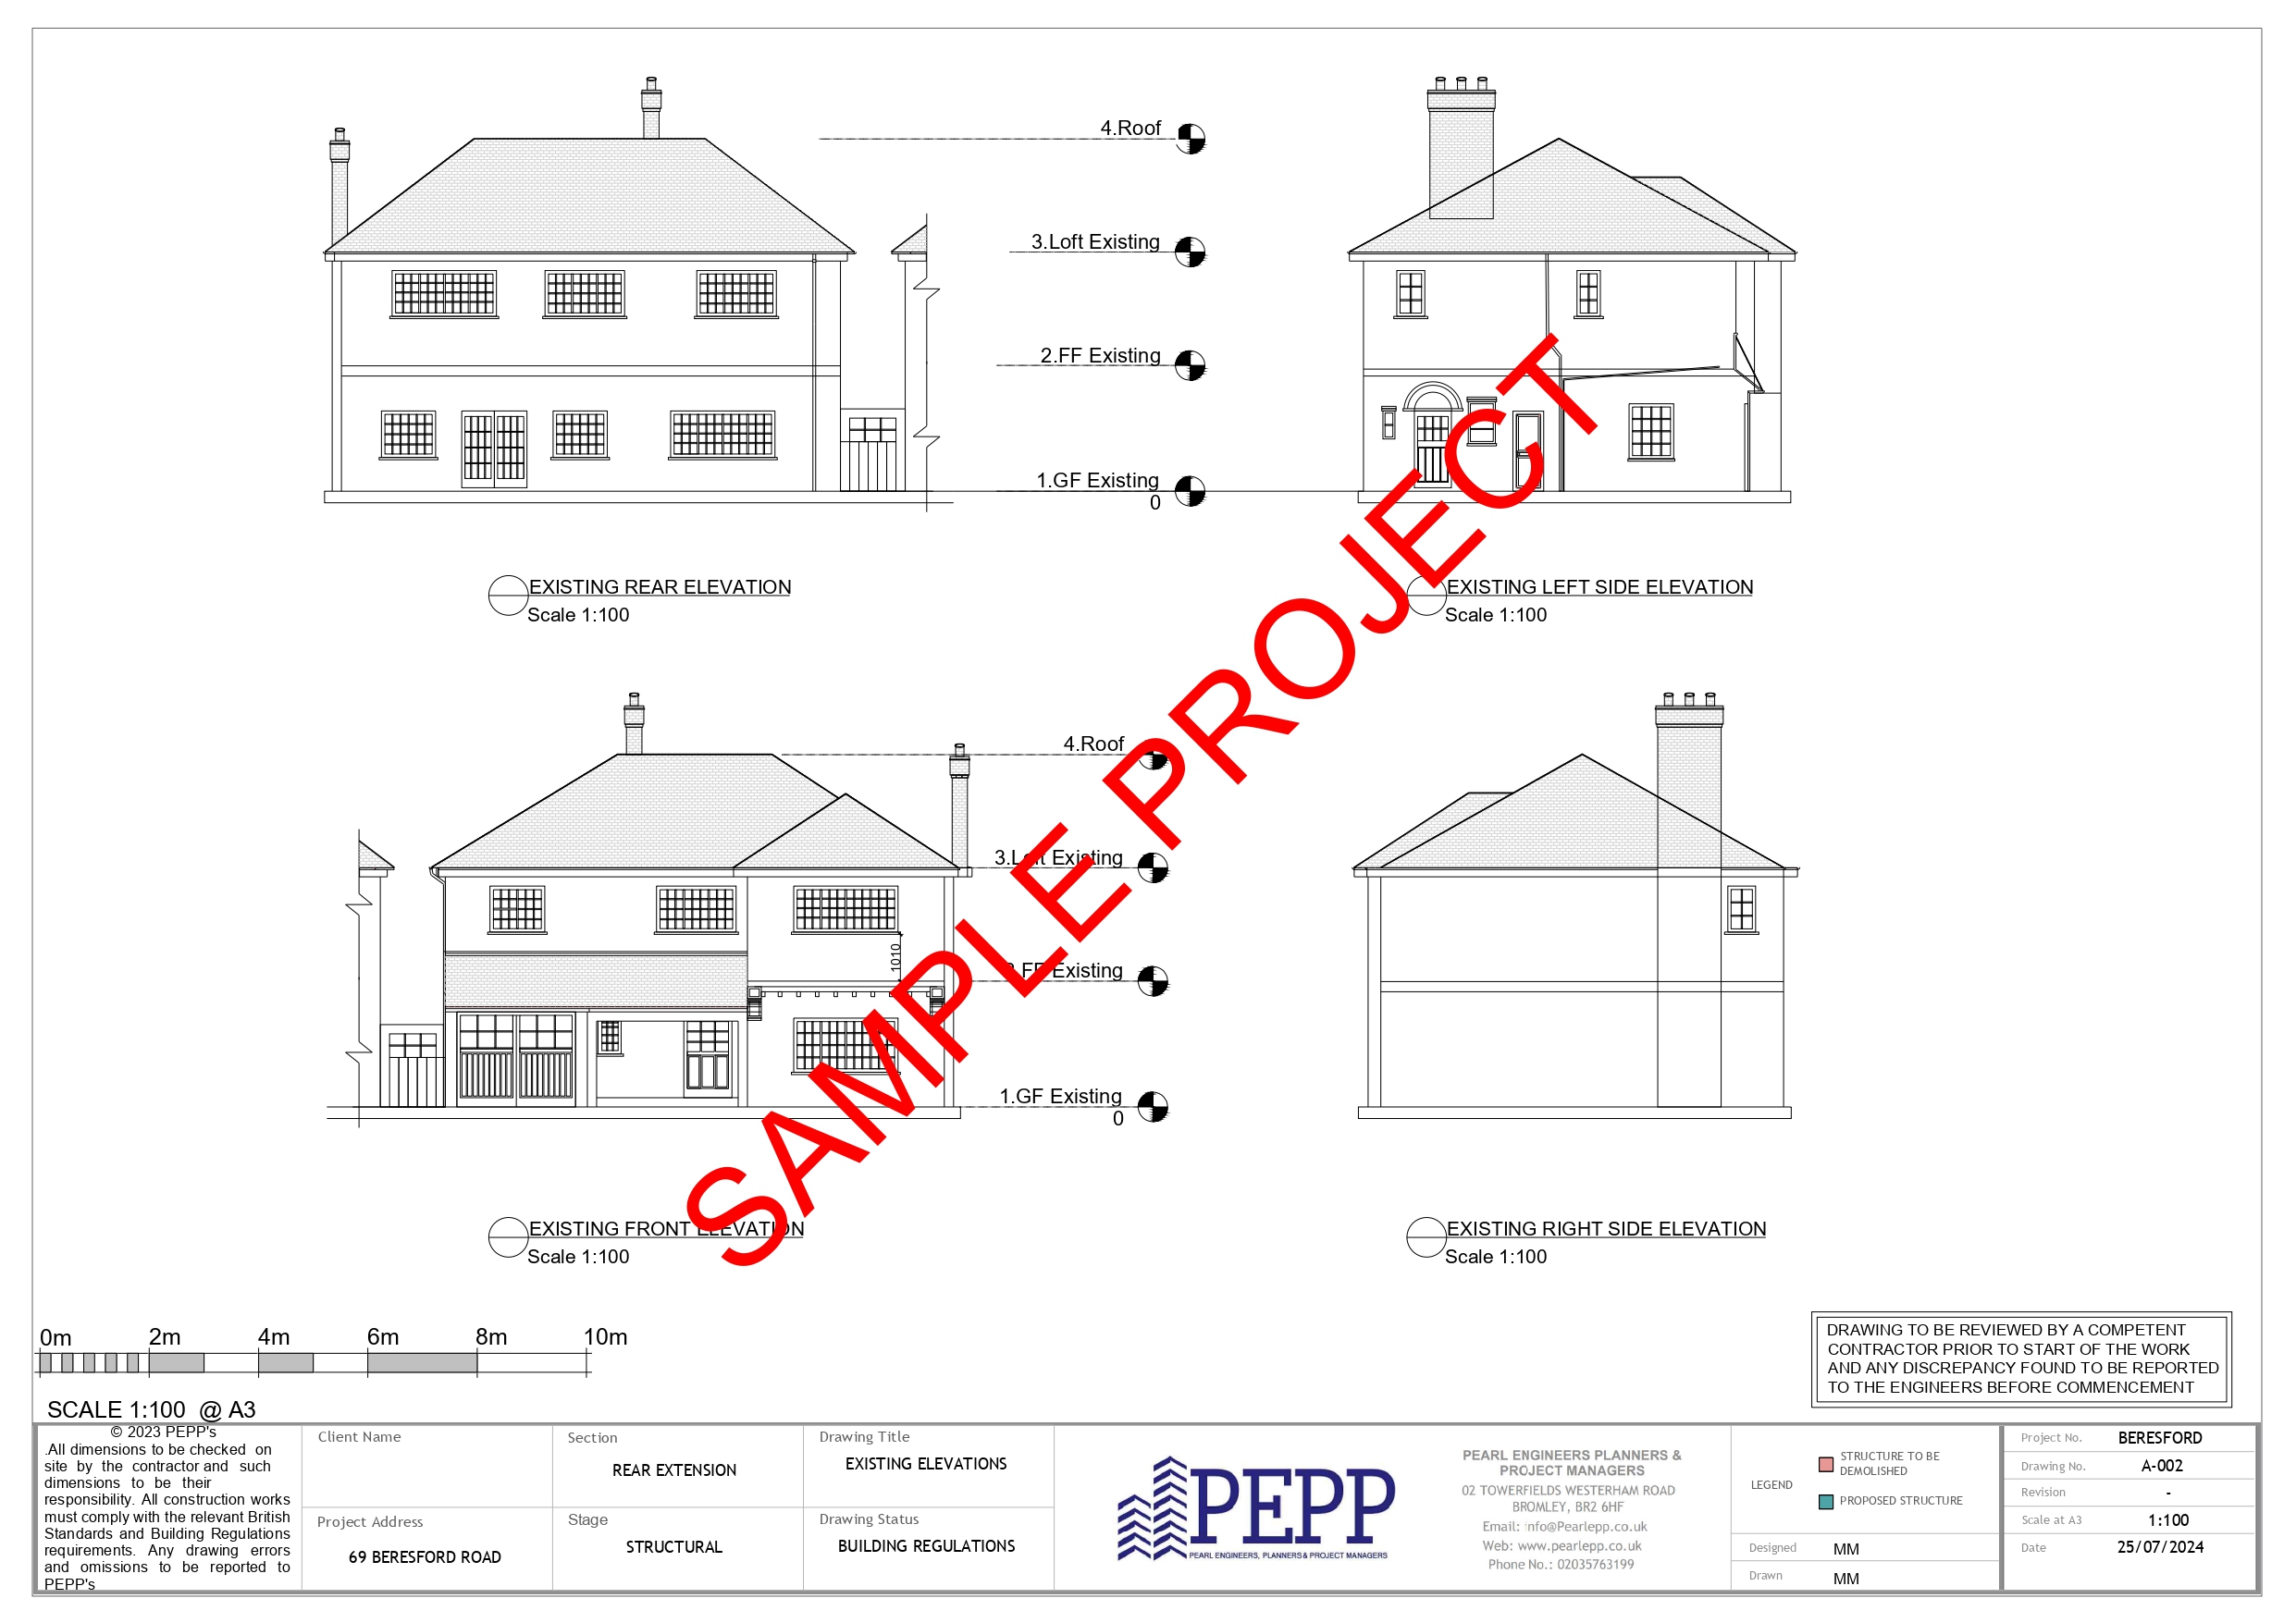 4.Roof
3.Loft Existing
2.FF Existing
1.GF Existing
0
EXISTING REAR ELEVATION
Scale 1:100
EXISTING LEFT SIDE ELEVATION
Scale 1:100
SAMPLE PROJECT
4.Roof
3.Loft Existing
2.FF Existing
1010
1.GF Existing
0
EXISTING FRONT ELEVATION
Scale 1:100
EXISTING RIGHT SIDE ELEVATION
Scale 1:100
0m 2m 4m 6m 8m 10m
SCALE 1:100 @ A3
DRAWING TO BE REVIEWED BY A COMPETENT
CONTRACTOR PRIOR TO START OF THE WORK
AND ANY DISCREPANCY FOUND TO BE REPORTED
TO THE ENGINEERS BEFORE COMMENCEMENT
© 2023 PEPP's
.All dimensions to be checked on
site by the contractor and such
dimensions to be their
responsibility. All construction works
must comply with the relevant British
Standards and Building Regulations
requirements. Any drawing errors
and omissions to be reported to
PEPP's
Client Name
Project Address
69 BERESFORD ROAD
Section
REAR EXTENSION
Stage
STRUCTURAL
Drawing Title
EXISTING ELEVATIONS
Drawing Status
BUILDING REGULATIONS
PEPP
PEARL ENGINEERS, PLANNERS & PROJECT MANAGERS
PEARL ENGINEERS PLANNERS &
PROJECT MANAGERS
02 TOWERFIELDS WESTERHAM ROAD
BROMLEY, BR2 6HF
Email: info@Pearlepp.co.uk
Web: www.pearlepp.co.uk
Phone No.: 02035763199
LEGEND
STRUCTURE TO BE
DEMOLISHED
PROPOSED STRUCTURE
Designed MM
Drawn MM
Project No. BERESFORD
Drawing No. A-002
Revision -
Scale at A3 1:100
Date 25/07/2024